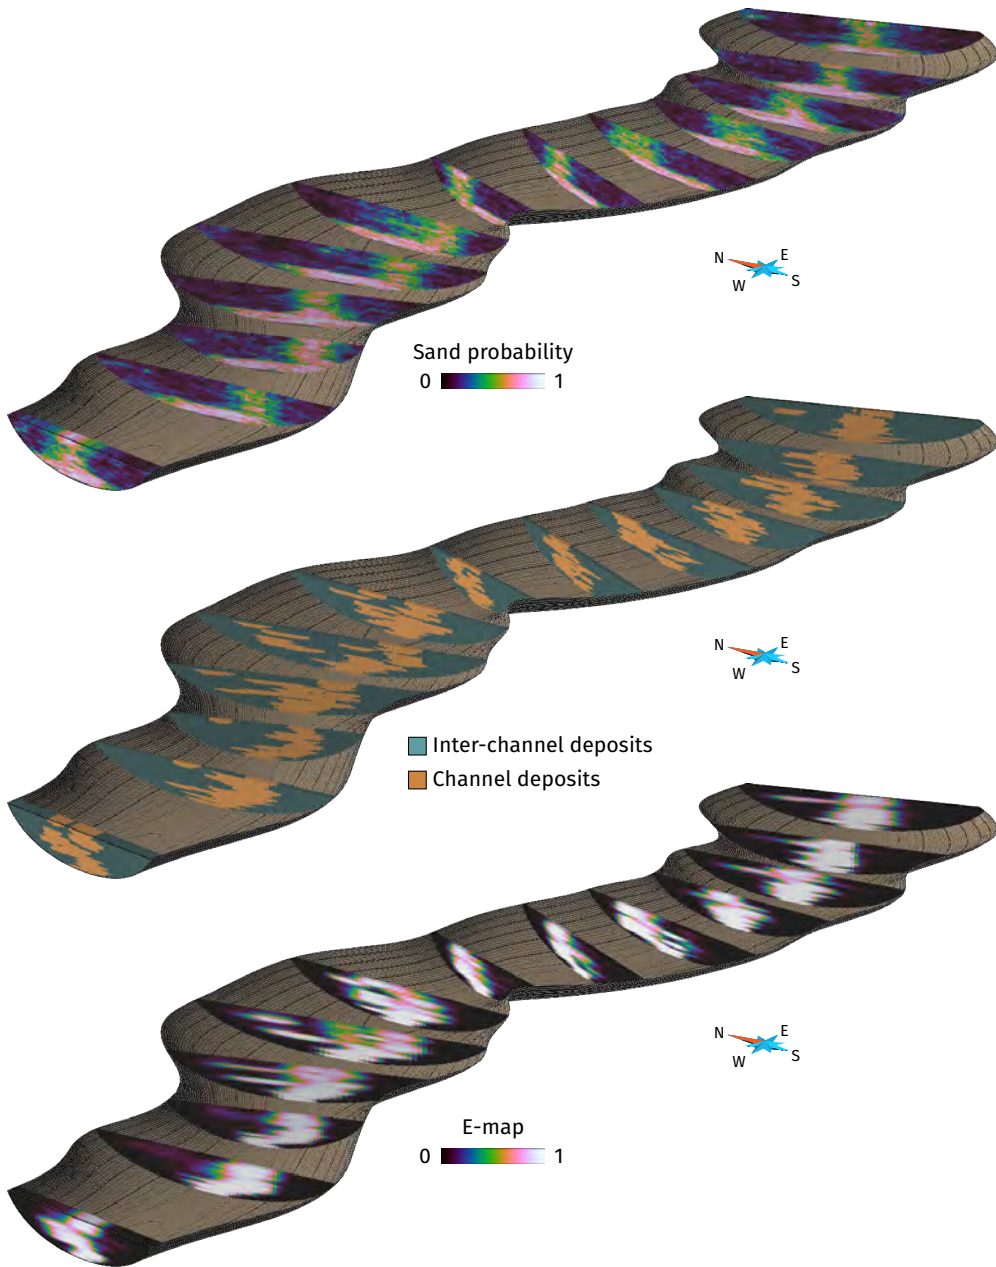 N
E
W
S
Sand probability
0 1
N
E
W
S
Inter-channel deposits
Channel deposits
N
E
W
S
E-map
0 1